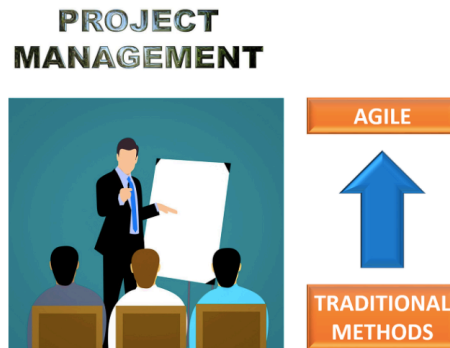 PROJECT
MANAGEMENT
AGILE
TRADITIONAL
METHODS